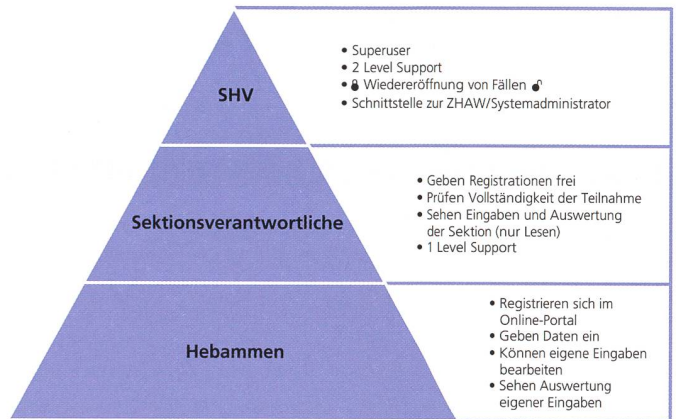 SHV
• Superuser
• 2 Level Support
• Wiedereröffnung von Fällen
• Schnittstelle zur ZHAW/Systemadministrator
Sektionsverantwortliche
• Geben Registrationen frei
• Prüfen Vollständigkeit der Teilnahme
• Sehen Eingaben und Auswertung
der Sektion (nur Lesen)
• 1 Level Support
Hebammen
• Registrieren sich im
Online-Portal
• Geben Daten ein
• Können eigene Eingaben
bearbeiten
• Sehen Auswertung
eigener Eingaben